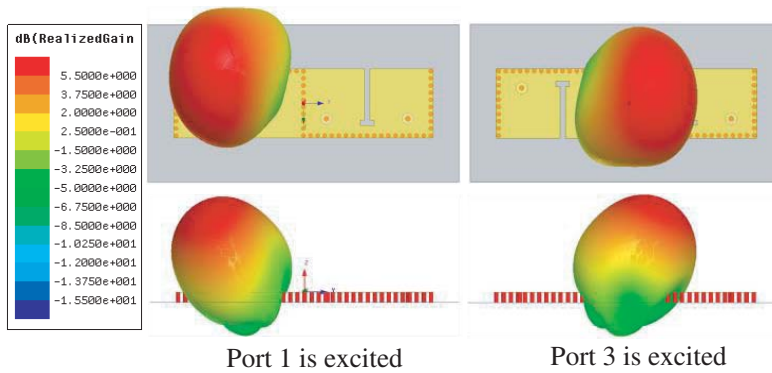 dB(RealizedGain
5.5000e+000
3.7500e+000
2.0000e+000
2.5000e-001
-1.5000e+000
-3.2500e+000
-5.0000e+000
-6.7500e+000
-8.5000e+000
-1.0250e+001
-1.2000e+001
-1.3750e+001
-1.5500e+001
Z
Port 1 is excited
Port 3 is excited